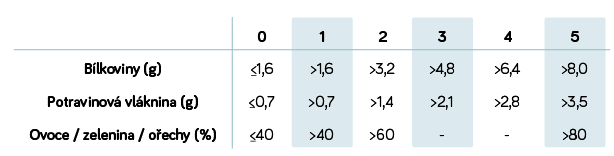 0 1 2 3 4 5
Bílkoviny (g) ≤1,6 >1,6 >3,2 >4,8 >6,4 >8,0
Potravinová vláknina (g) ≤0,7 >0,7 >1,4 >2,1 >2,8 >3,5
Ovoce / zelenina / ořechy (%) ≤40 >40 >60 - - >80